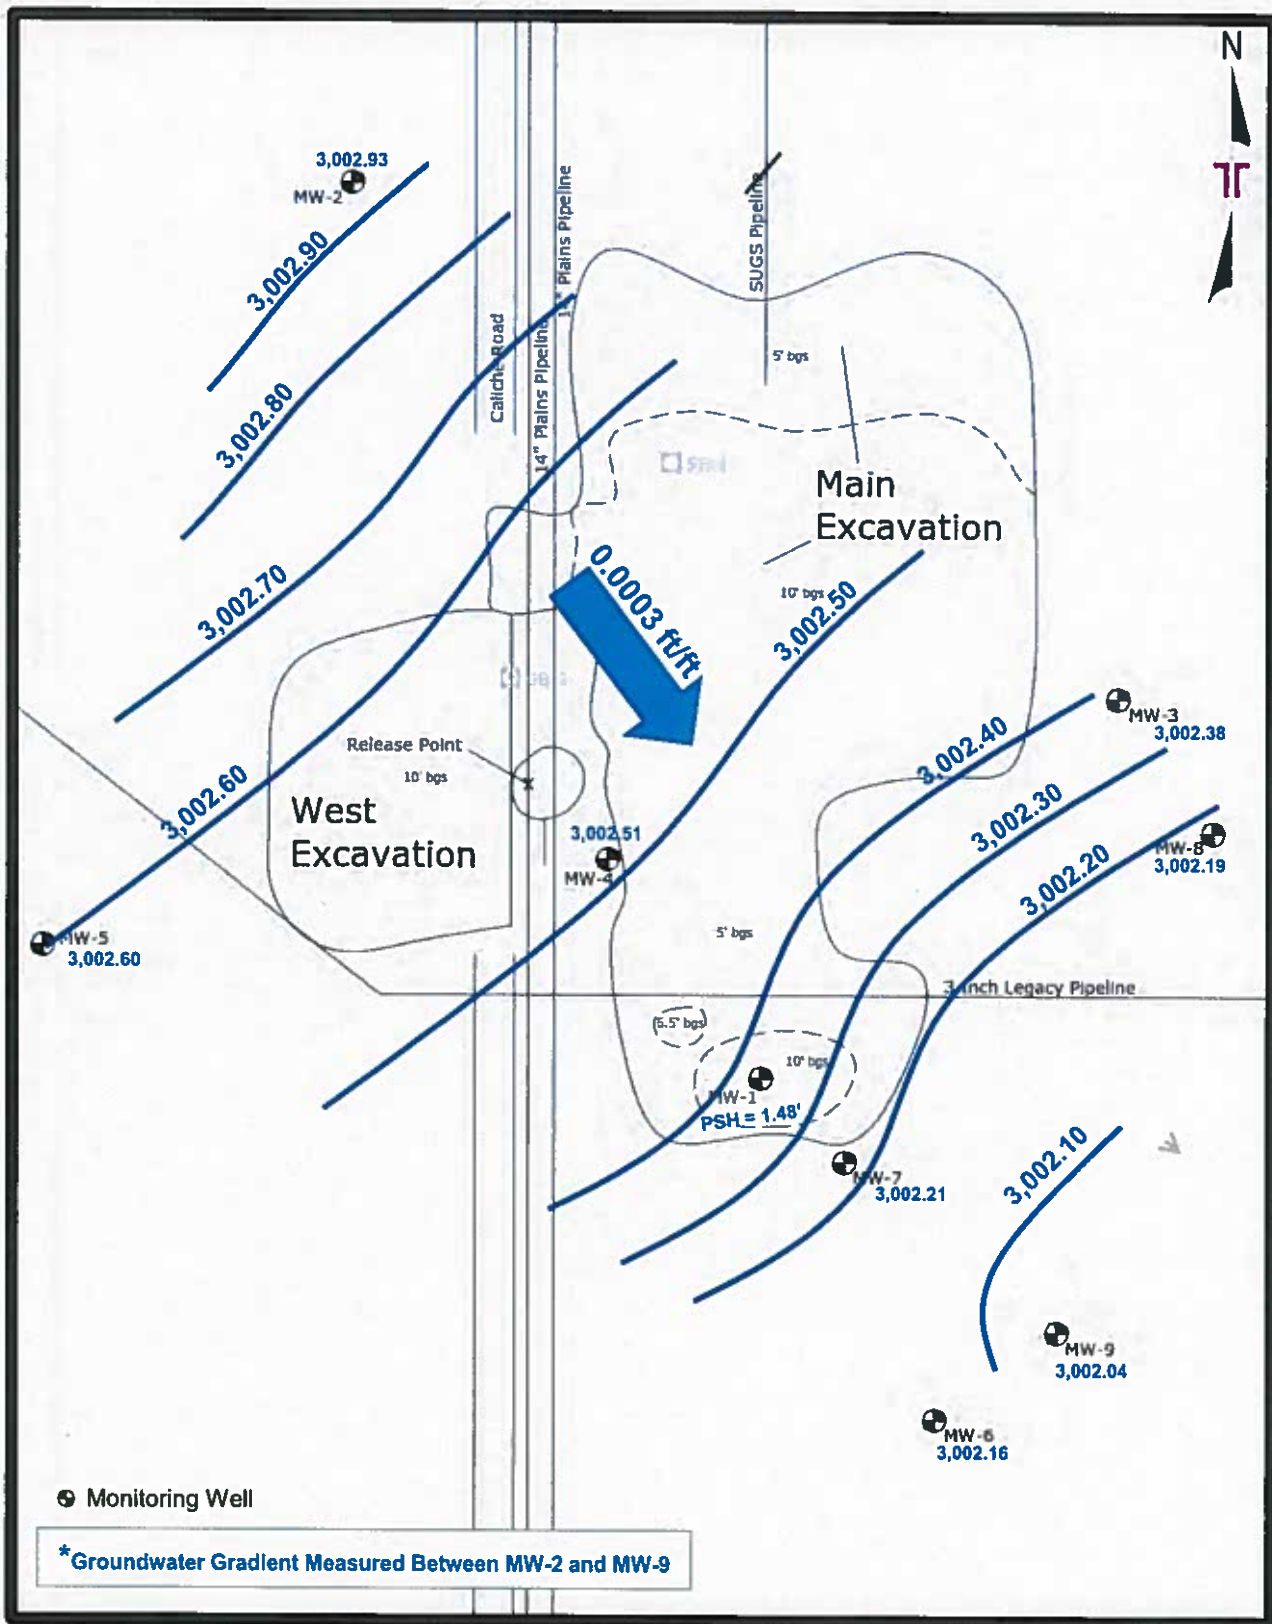 N
3,002.93
MW-2
3,002.90
3,002.80
3,002.70
3,002.60
Caliche Road
14" Plains Pipeline
Plains Pipeline
SUGS Pipeline
5' bgs
Main
Excavation
10' bgs
0.0003 ft/ft
3,002.50
Release Point
10' bgs
West
Excavation
3,002.51
MW-4
MW-5
3,002.60
MW-3
3,002.38
3,002.40
3,002.30
3,002.20
MW-8
3,002.19
5' bgs
3 Inch Legacy Pipeline
5.5' bgs
10' bgs
MW-1
PSH = 1.48'
MW-7
3,002.21
3,002.10
MW-9
3,002.04
MW-6
3,002.16
Monitoring Well
*Groundwater Gradient Measured Between MW-2 and MW-9